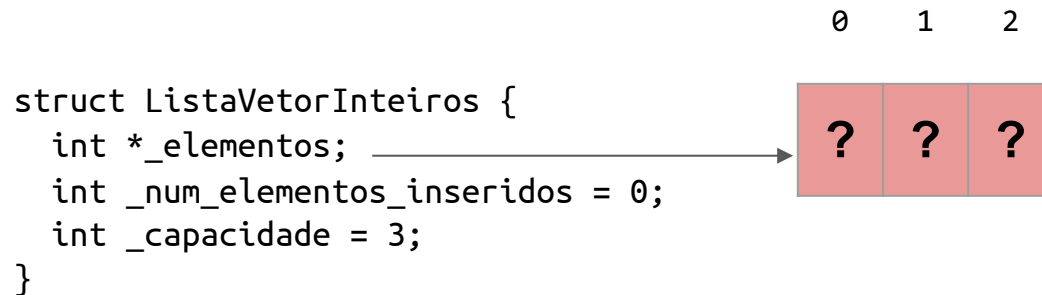 0 1 2
struct ListaVetorInteiros {
? ? ?
  int *_elementos;
  int _num_elementos_inseridos = 0;
  int _capacidade = 3;
}